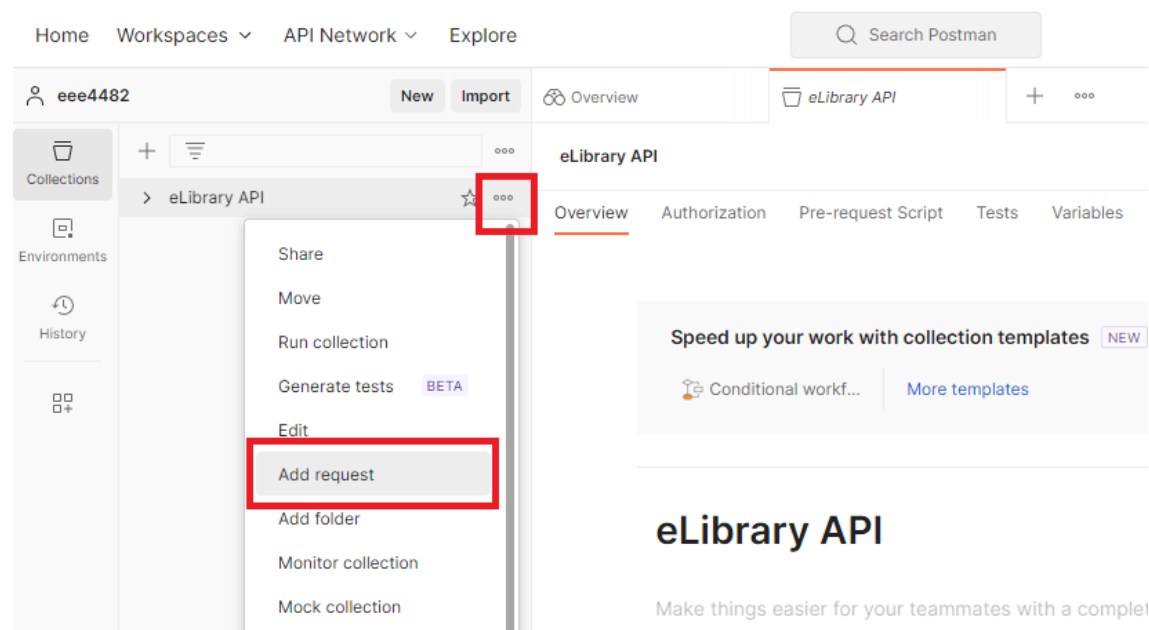 Home Workspaces API Network Explore Search Postman
eee4482 New Import Overview eLibrary API
Collections
eLibrary API
eLibrary API
Overview Authorization Pre-request Script Tests Variables
Environments
History
Share
Move
Run collection
Generate tests BETA
Edit
Add request
Add folder
Monitor collection
Mock collection
Speed up your work with collection templates NEW
Conditional workf... More templates
eLibrary API
Make things easier for your teammates with a complet